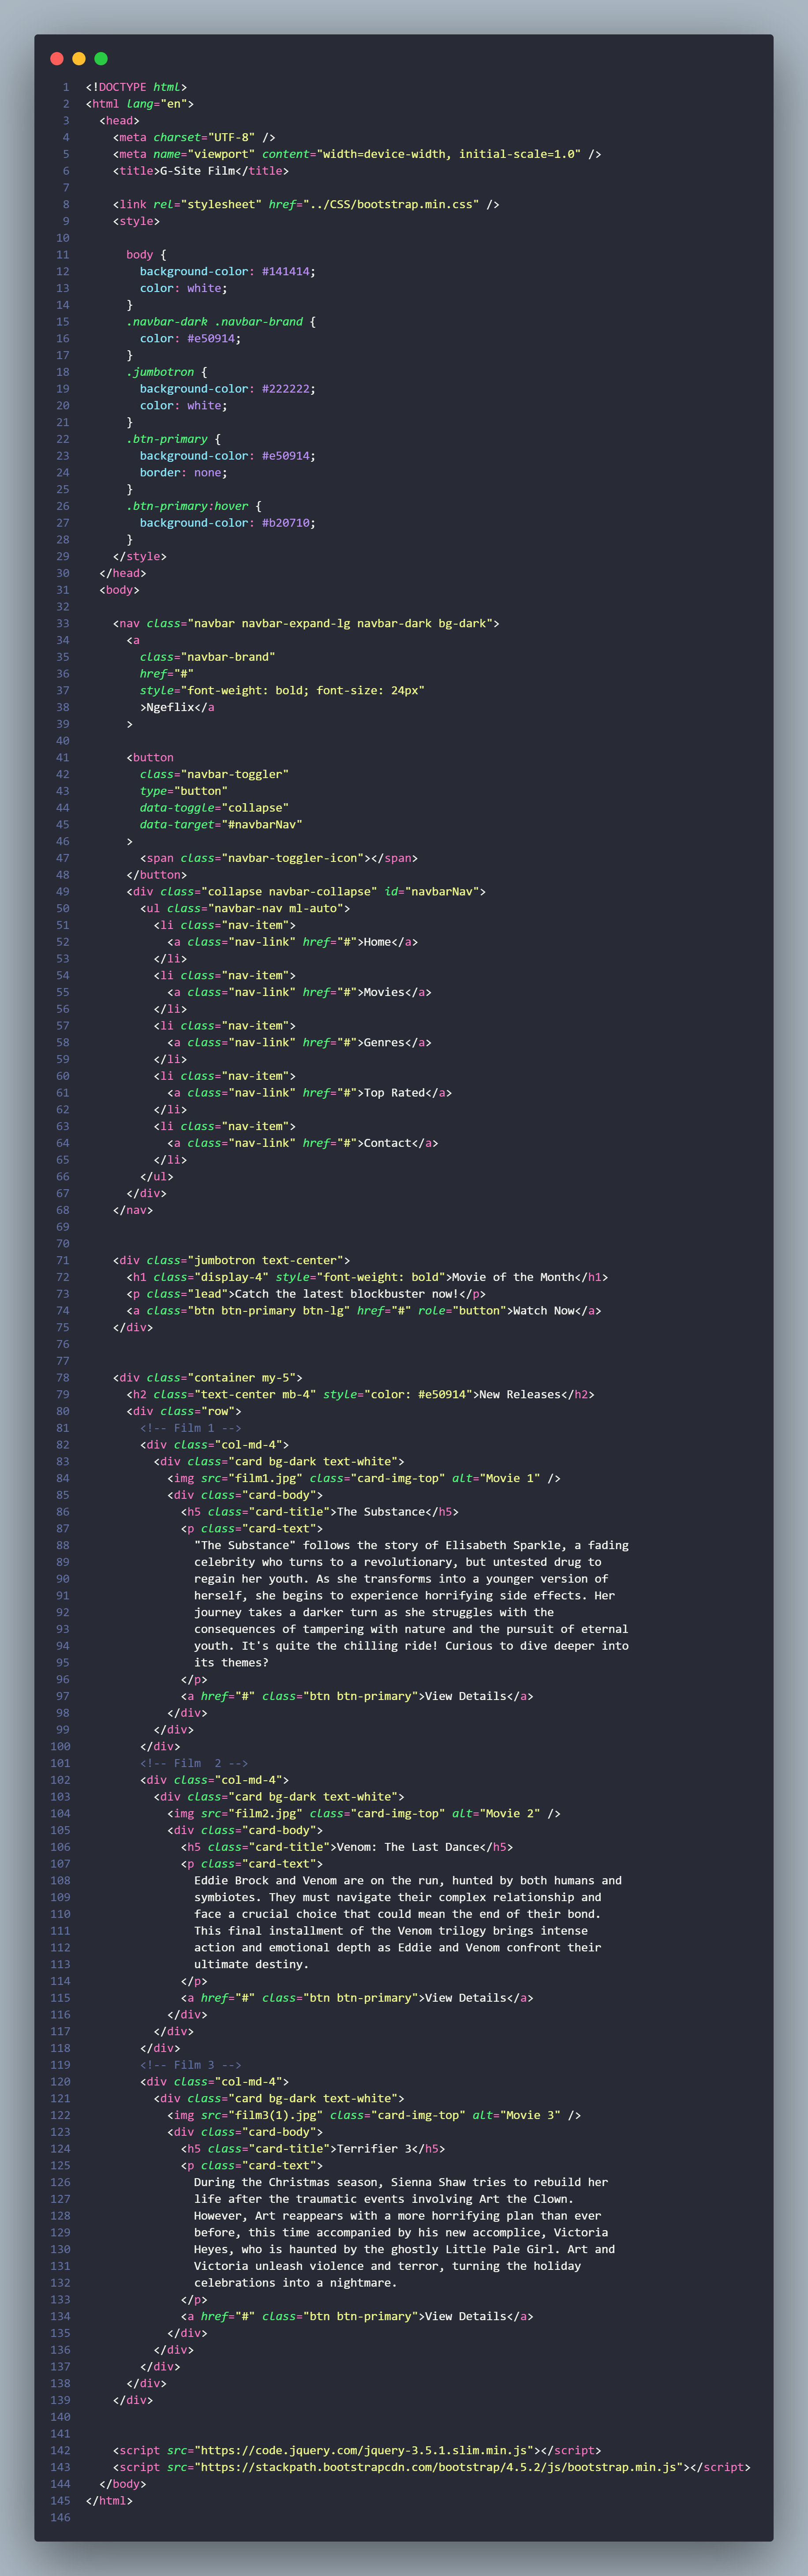 1 <!DOCTYPE html>
2 <html lang="en">
3   <head>
4     <meta charset="UTF-8" />
5     <meta name="viewport" content="width=device-width, initial-scale=1.0" />
6     <title>G-Site Film</title>
7
8     <link rel="stylesheet" href="../CSS/bootstrap.min.css" />
9     <style>
10
11       body {
12         background-color: #141414;
13         color: white;
14       }
15       .navbar-dark .navbar-brand {
16         color: #e50914;
17       }
18       .jumbotron {
19         background-color: #222222;
20         color: white;
21       }
22       .btn-primary {
23         background-color: #e50914;
24         border: none;
25       }
26       .btn-primary:hover {
27         background-color: #b20710;
28       }
29     </style>
30   </head>
31   <body>
32
33     <nav class="navbar navbar-expand-lg navbar-dark bg-dark">
34       <a
35         class="navbar-brand"
36         href="#"
37         style="font-weight: bold; font-size: 24px"
38         >Ngeflix</a
39       >
40
41       <button
42         class="navbar-toggler"
43         type="button"
44         data-toggle="collapse"
45         data-target="#navbarNav"
46       >
47         <span class="navbar-toggler-icon"></span>
48       </button>
49       <div class="collapse navbar-collapse" id="navbarNav">
50         <ul class="navbar-nav ml-auto">
51           <li class="nav-item">
52             <a class="nav-link" href="#">Home</a>
53           </li>
54           <li class="nav-item">
55             <a class="nav-link" href="#">Movies</a>
56           </li>
57           <li class="nav-item">
58             <a class="nav-link" href="#">Genres</a>
59           </li>
60           <li class="nav-item">
61             <a class="nav-link" href="#">Top Rated</a>
62           </li>
63           <li class="nav-item">
64             <a class="nav-link" href="#">Contact</a>
65           </li>
66         </ul>
67       </div>
68     </nav>
69
70
71     <div class="jumbotron text-center">
72       <h1 class="display-4" style="font-weight: bold">Movie of the Month</h1>
73       <p class="lead">Catch the latest blockbuster now!</p>
74       <a class="btn btn-primary btn-lg" href="#" role="button">Watch Now</a>
75     </div>
76
77
78     <div class="container my-5">
79       <h2 class="text-center mb-4" style="color: #e50914">New Releases</h2>
80       <div class="row">
81         <!-- Film 1 -->
82         <div class="col-md-4">
83           <div class="card bg-dark text-white">
84             <img src="film1.jpg" class="card-img-top" alt="Movie 1" />
85             <div class="card-body">
86               <h5 class="card-title">The Substance</h5>
87               <p class="card-text">
88                 "The Substance" follows the story of Elisabeth Sparkle, a fading
89                 celebrity who turns to a revolutionary, but untested drug to
90                 regain her youth. As she transforms into a younger version of
91                 herself, she begins to experience horrifying side effects. Her
92                 journey takes a darker turn as she struggles with the
93                 consequences of tampering with nature and the pursuit of eternal
94                 youth. It's quite the chilling ride! Curious to dive deeper into
95                 its themes?
96               </p>
97               <a href="#" class="btn btn-primary">View Details</a>
98             </div>
99           </div>
100         </div>
101         <!-- Film  2 -->
102         <div class="col-md-4">
103           <div class="card bg-dark text-white">
104             <img src="film2.jpg" class="card-img-top" alt="Movie 2" />
105             <div class="card-body">
106               <h5 class="card-title">Venom: The Last Dance</h5>
107               <p class="card-text">
108                 Eddie Brock and Venom are on the run, hunted by both humans and
109                 symbiotes. They must navigate their complex relationship and
110                 face a crucial choice that could mean the end of their bond.
111                 This final installment of the Venom trilogy brings intense
112                 action and emotional depth as Eddie and Venom confront their
113                 ultimate destiny.
114               </p>
115               <a href="#" class="btn btn-primary">View Details</a>
116             </div>
117           </div>
118         </div>
119         <!-- Film 3 -->
120         <div class="col-md-4">
121           <div class="card bg-dark text-white">
122             <img src="film3(1).jpg" class="card-img-top" alt="Movie 3" />
123             <div class="card-body">
124               <h5 class="card-title">Terrifier 3</h5>
125               <p class="card-text">
126                 During the Christmas season, Sienna Shaw tries to rebuild her
127                 life after the traumatic events involving Art the Clown.
128                 However, Art reappears with a more horrifying plan than ever
129                 before, this time accompanied by his new accomplice, Victoria
130                 Heyes, who is haunted by the ghostly Little Pale Girl. Art and
131                 Victoria unleash violence and terror, turning the holiday
132                 celebrations into a nightmare.
133               </p>
134               <a href="#" class="btn btn-primary">View Details</a>
135             </div>
136           </div>
137         </div>
138       </div>
139     </div>
140
141
142     <script src="https://code.jquery.com/jquery-3.5.1.slim.min.js"></script>
143     <script src="https://stackpath.bootstrapcdn.com/bootstrap/4.5.2/js/bootstrap.min.js"></script>
144   </body>
145 </html>
146